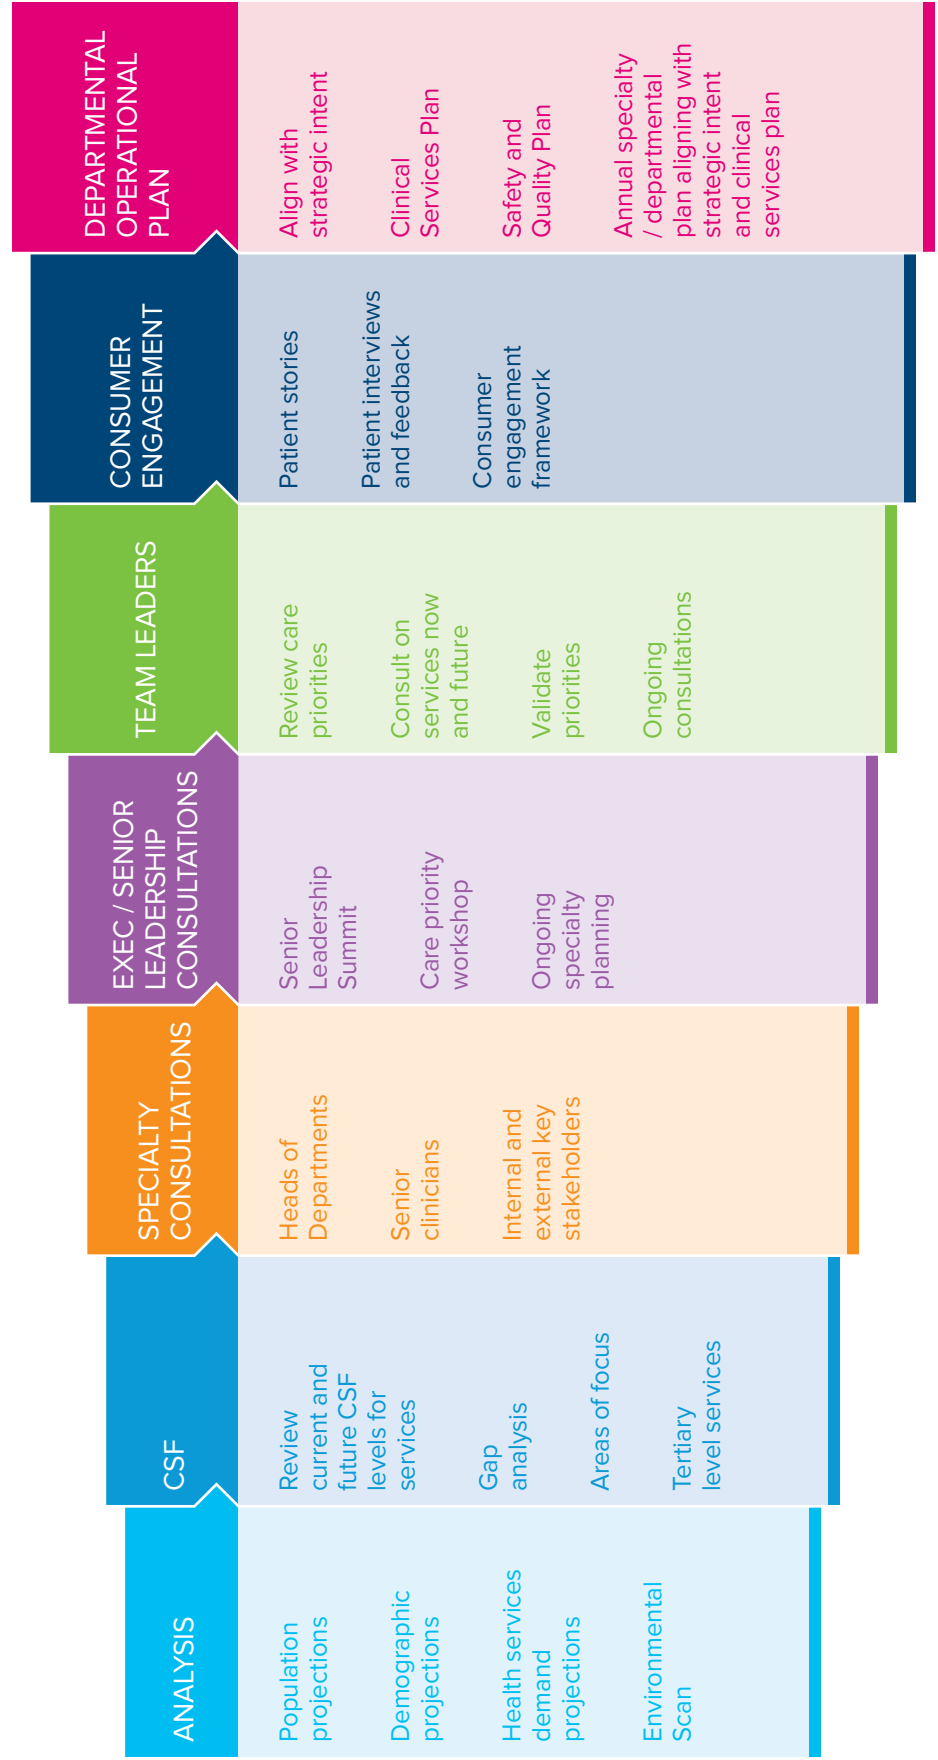 ANALYSIS
Population
projections
Demographic
projections
Health services
demand
projections
Environmental
Scan
CSF
Review
current and
future CSF
levels for
services
Gap
analysis
Areas of focus
Tertiary
level services
SPECIALTY
CONSULTATIONS
Heads of
Departments
Senior
clinicians
Internal and
external key
stakeholders
EXEC / SENIOR
LEADERSHIP
CONSULTATIONS
Senior
Leadership
Summit
Care priority
workshop
Ongoing
specialty
planning
TEAM LEADERS
Review care
priorities
Consult on
services now
and future
Validate
priorities
Ongoing
consultations
CONSUMER
ENGAGEMENT
Patient stories
Patient interviews
and feedback
Consumer
engagement
framework
DEPARTMENTAL
OPERATIONAL
PLAN
Align with
strategic intent
Clinical
Services Plan
Safety and
Quality Plan
Annual specialty
/ departmental
plan aligning with
strategic intent
and clinical
services plan